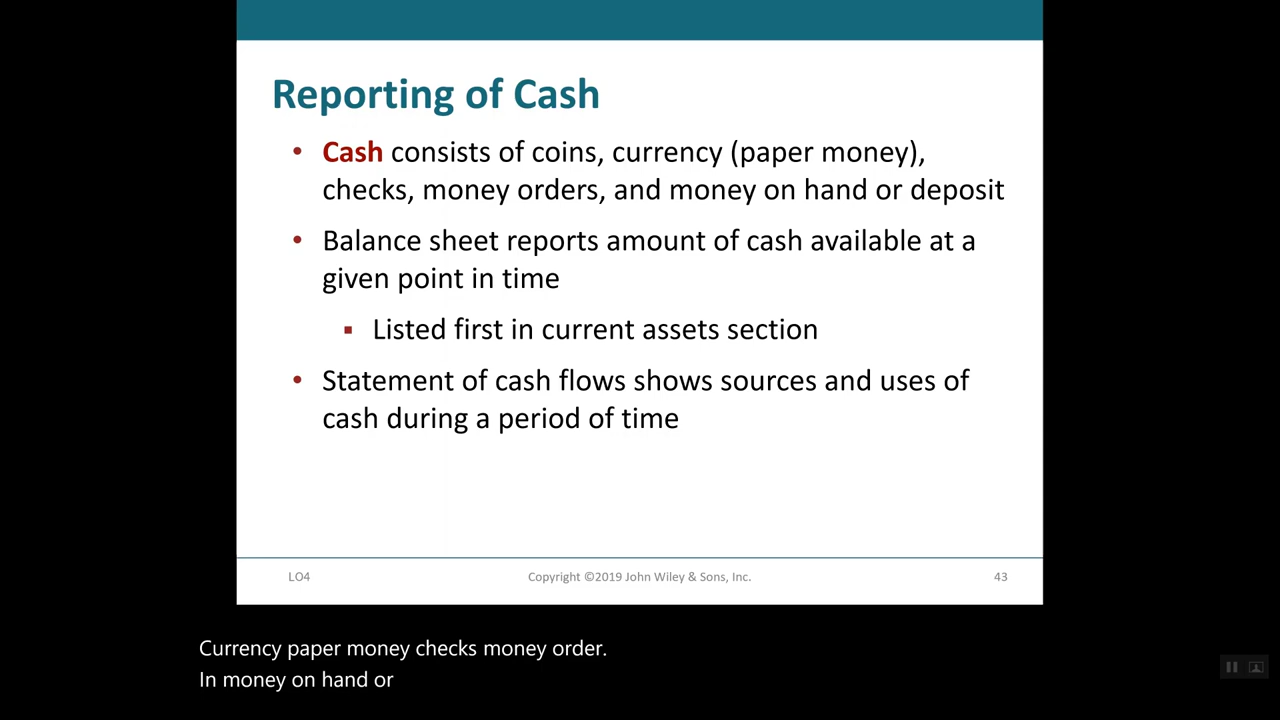 Reporting of Cash
• Cash consists of coins, currency (paper money),
checks, money orders, and money on hand or deposit
• Balance sheet reports amount of cash available at a
given point in time
▪ Listed first in current assets section
• Statement of cash flows shows sources and uses of
cash during a period of time
LO4 Copyright ©2019 John Wiley & Sons, Inc. 43
Currency paper money checks money order.
In money on hand or